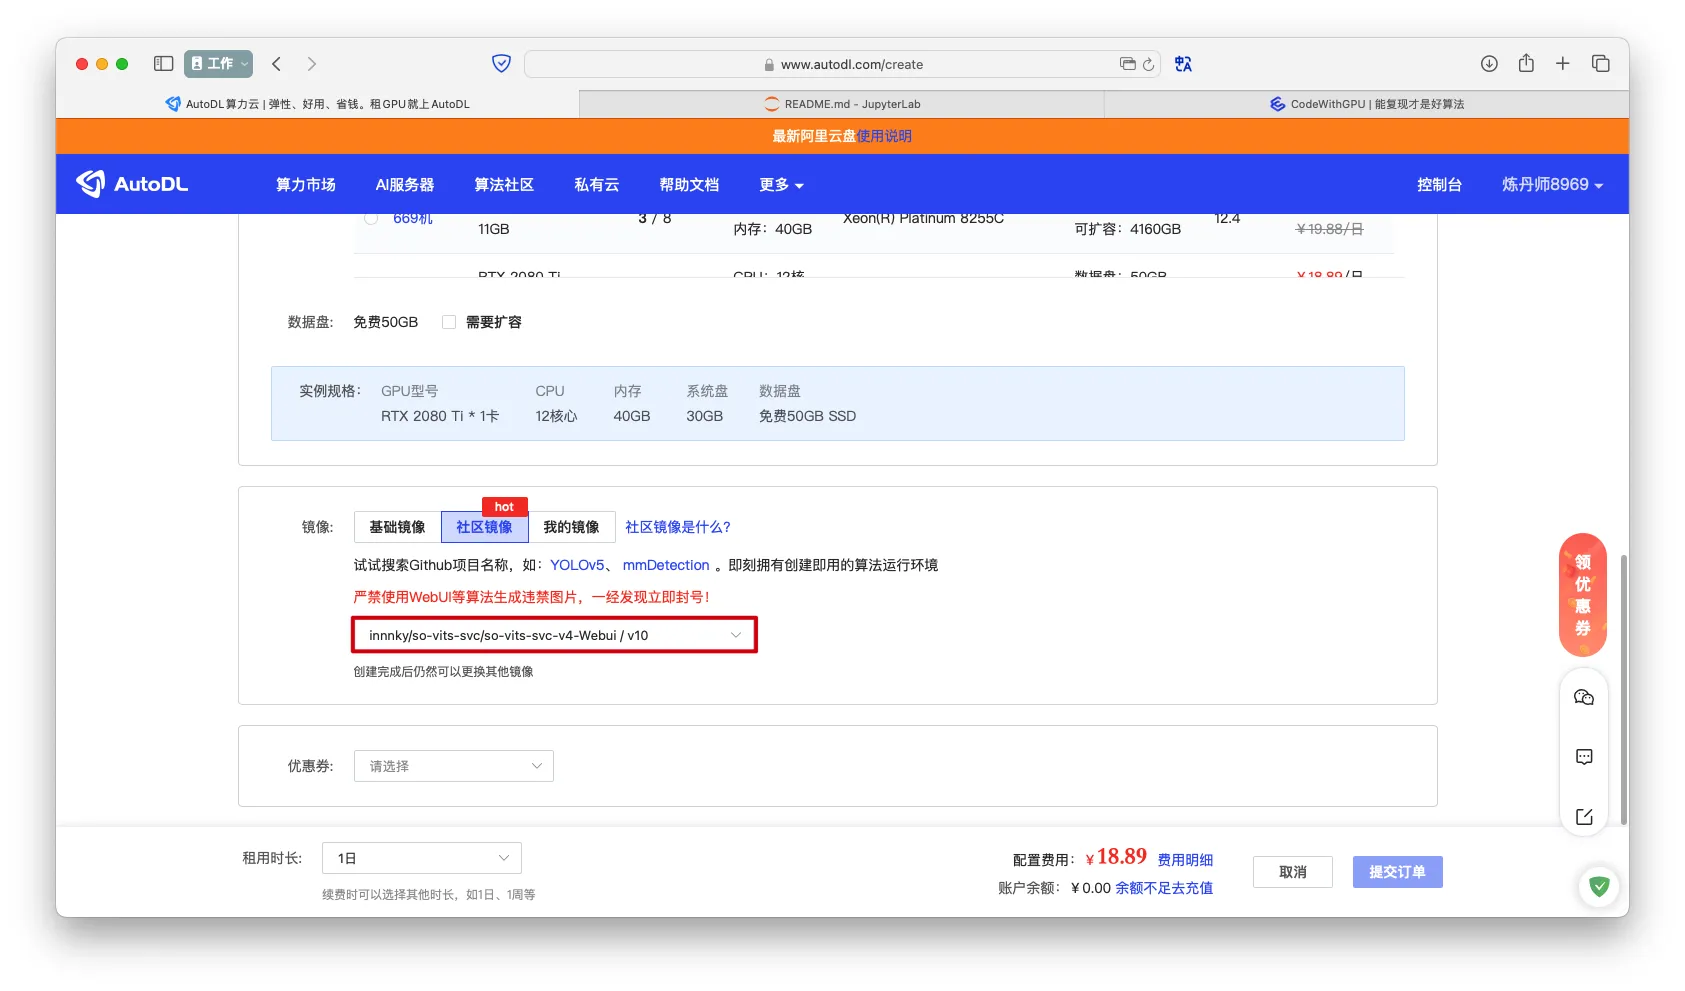 工作
www.autodl.com/create
AutoDL算力云 | 弹性、好用、省钱。租GPU就上AutoDL
README.md - JupyterLab
CodeWithGPU | 能复现才是好算法
最新阿里云盘使用说明
AutoDL
算力市场 AI服务器 算法社区 私有云 帮助文档 更多 控制台 炼丹师8969
669机 3 / 8 Xeon(R) Platinum 8255C 12.4
11GB 内存：40GB 可扩容：4160GB ￥19.88/日
RTX 2080 Ti CPU：12核 数据盘：50GB ￥18.89/日
数据盘: 免费50GB 需要扩容
实例规格： GPU型号 CPU 内存 系统盘 数据盘
RTX 2080 Ti * 1卡 12核心 40GB 30GB 免费50GB SSD
hot
镜像: 基础镜像 社区镜像 我的镜像 社区镜像是什么?
试试搜索Github项目名称，如：YOLOv5、 mmDetection 。即刻拥有创建即用的算法运行环境
严禁使用WebUI等算法生成违禁图片，一经发现立即封号！
innnky/so-vits-svc/so-vits-svc-v4-Webui / v10
创建完成后仍然可以更换其他镜像
领优惠券
优惠券: 请选择
租用时长: 1日
续费时可以选择其他时长，如1日、1周等
配置费用：￥18.89 费用明细
账户余额：￥0.00 余额不足去充值
取消
提交订单